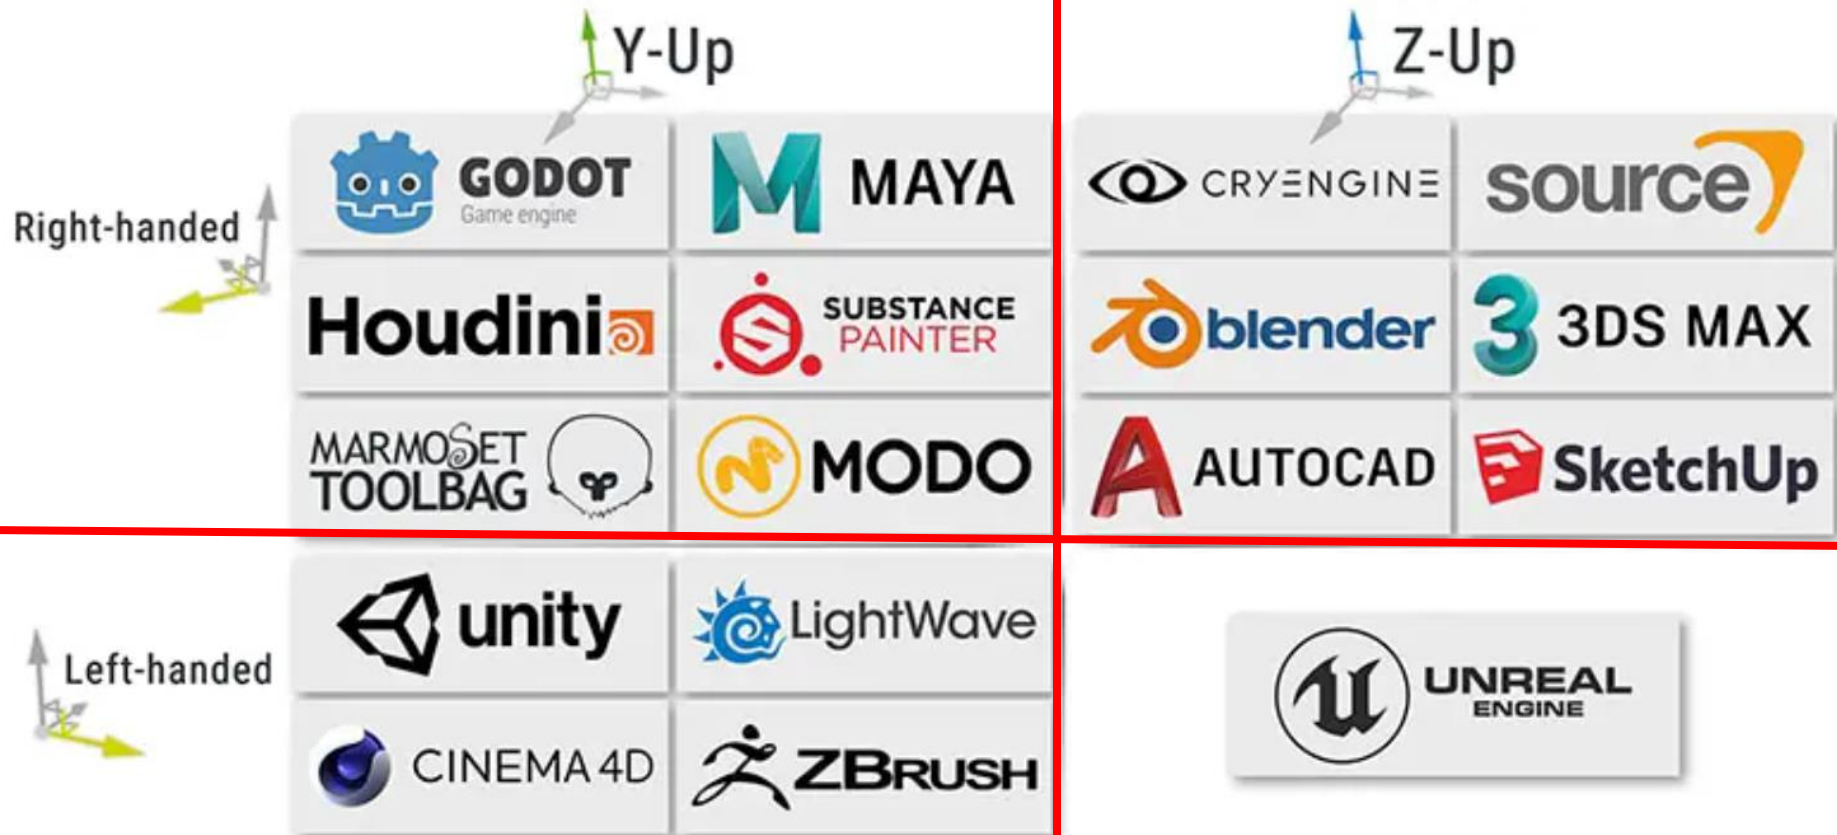 Y-Up
Z-Up
Right-handed
GODOT
Game engine
MAYA
CRYENGINE
source
Houdini
SUBSTANCE
PAINTER
blender
3DS MAX
MARMOSET
TOOLBAG
MODO
AUTOCAD
SketchUp
Left-handed
unity
LightWave
UNREAL
ENGINE
CINEMA 4D
ZBRUSH